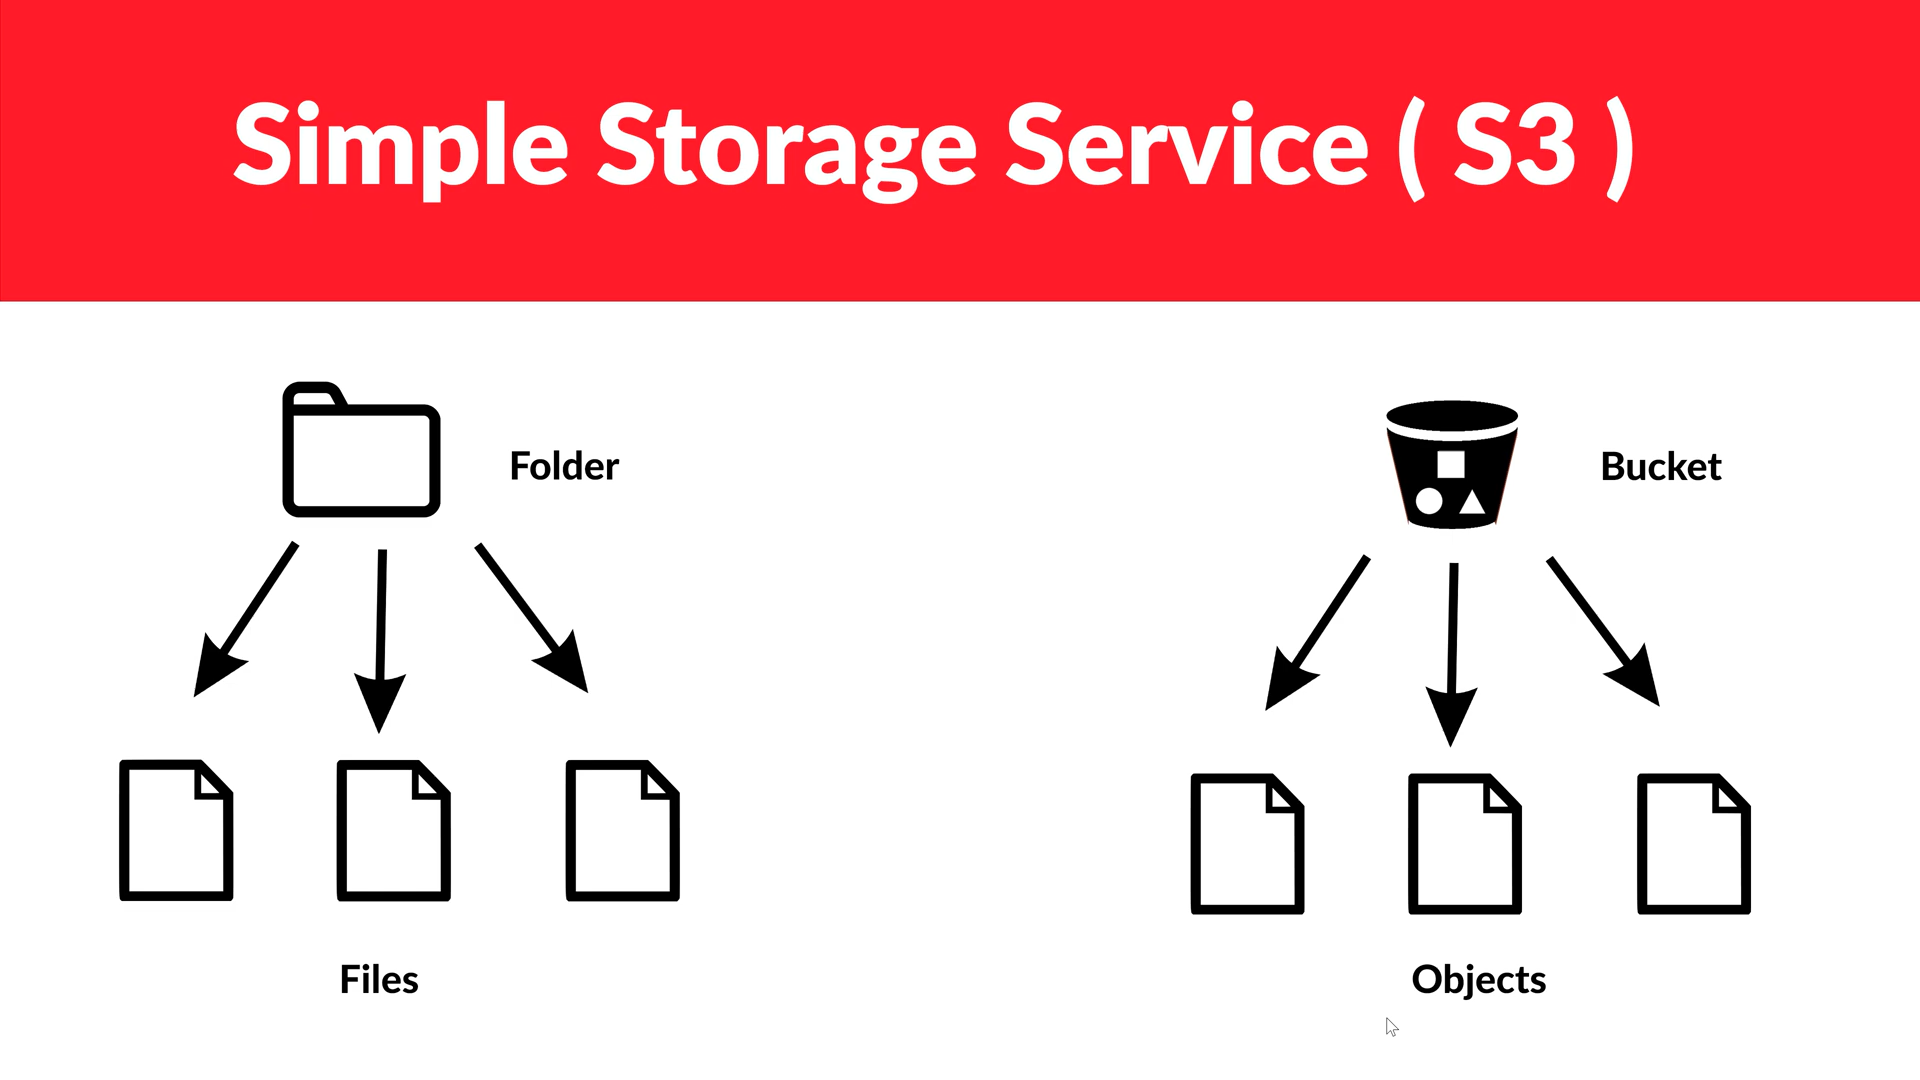 Simple Storage Service ( S3 )
Folder
Bucket
Files
Objects